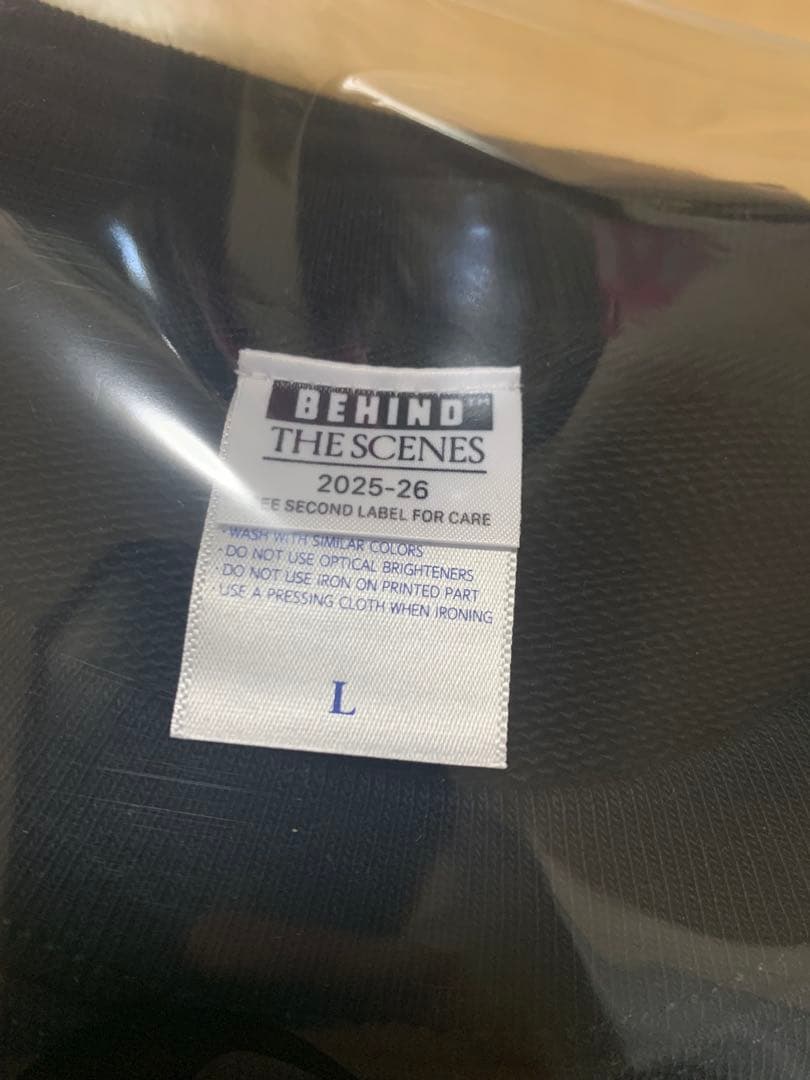 BEHIND™
THE SCENES
2025-26
SECOND LABEL FOR CARE
· WASH WITH SIMILAR COLORS
· DO NOT USE OPTICAL BRIGHTENERS
· DO NOT USE IRON ON PRINTED PART
· USE A PRESSING CLOTH WHEN IRONING
L